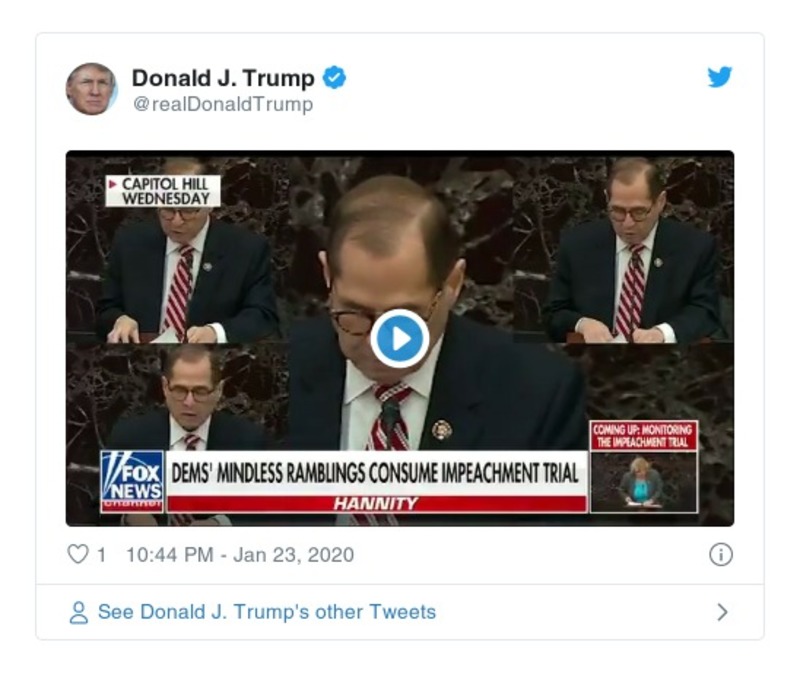 Donald J. Trump
@realDonaldTrump
CAPITOL HILL
WEDNESDAY
COMING UP: MONITORING
THE IMPEACHMENT TRIAL
FOX
NEWS
channel
DEMS' MINDLESS RAMBLINGS CONSUME IMPEACHMENT TRIAL
HANNITY
1 10:44 PM - Jan 23, 2020
See Donald J. Trump's other Tweets